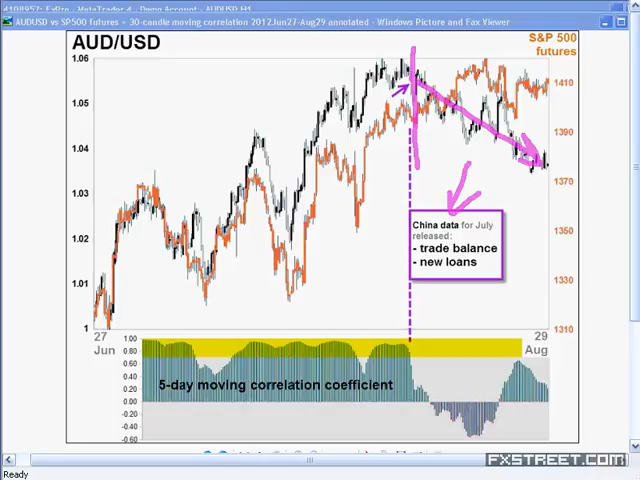 AUDUSD vs SP500 futures = 30-candle moving correlation 2012Jun27-Aug29 annotated - Windows Picture and Fax Viewer
AUD/USD
S&P 500
futures
1.06
1.05
1.04
1.03
1.02
1.01
1
1410
1390
1370
1350
1330
1310
China data for July
released:
- trade balance
- new loans
27
Jun
29
Aug
1.00
0.80
0.60
0.40
0.20
0.00
-0.20
-0.40
-0.60
5-day moving correlation coefficient
FXSTREET.COM
Ready